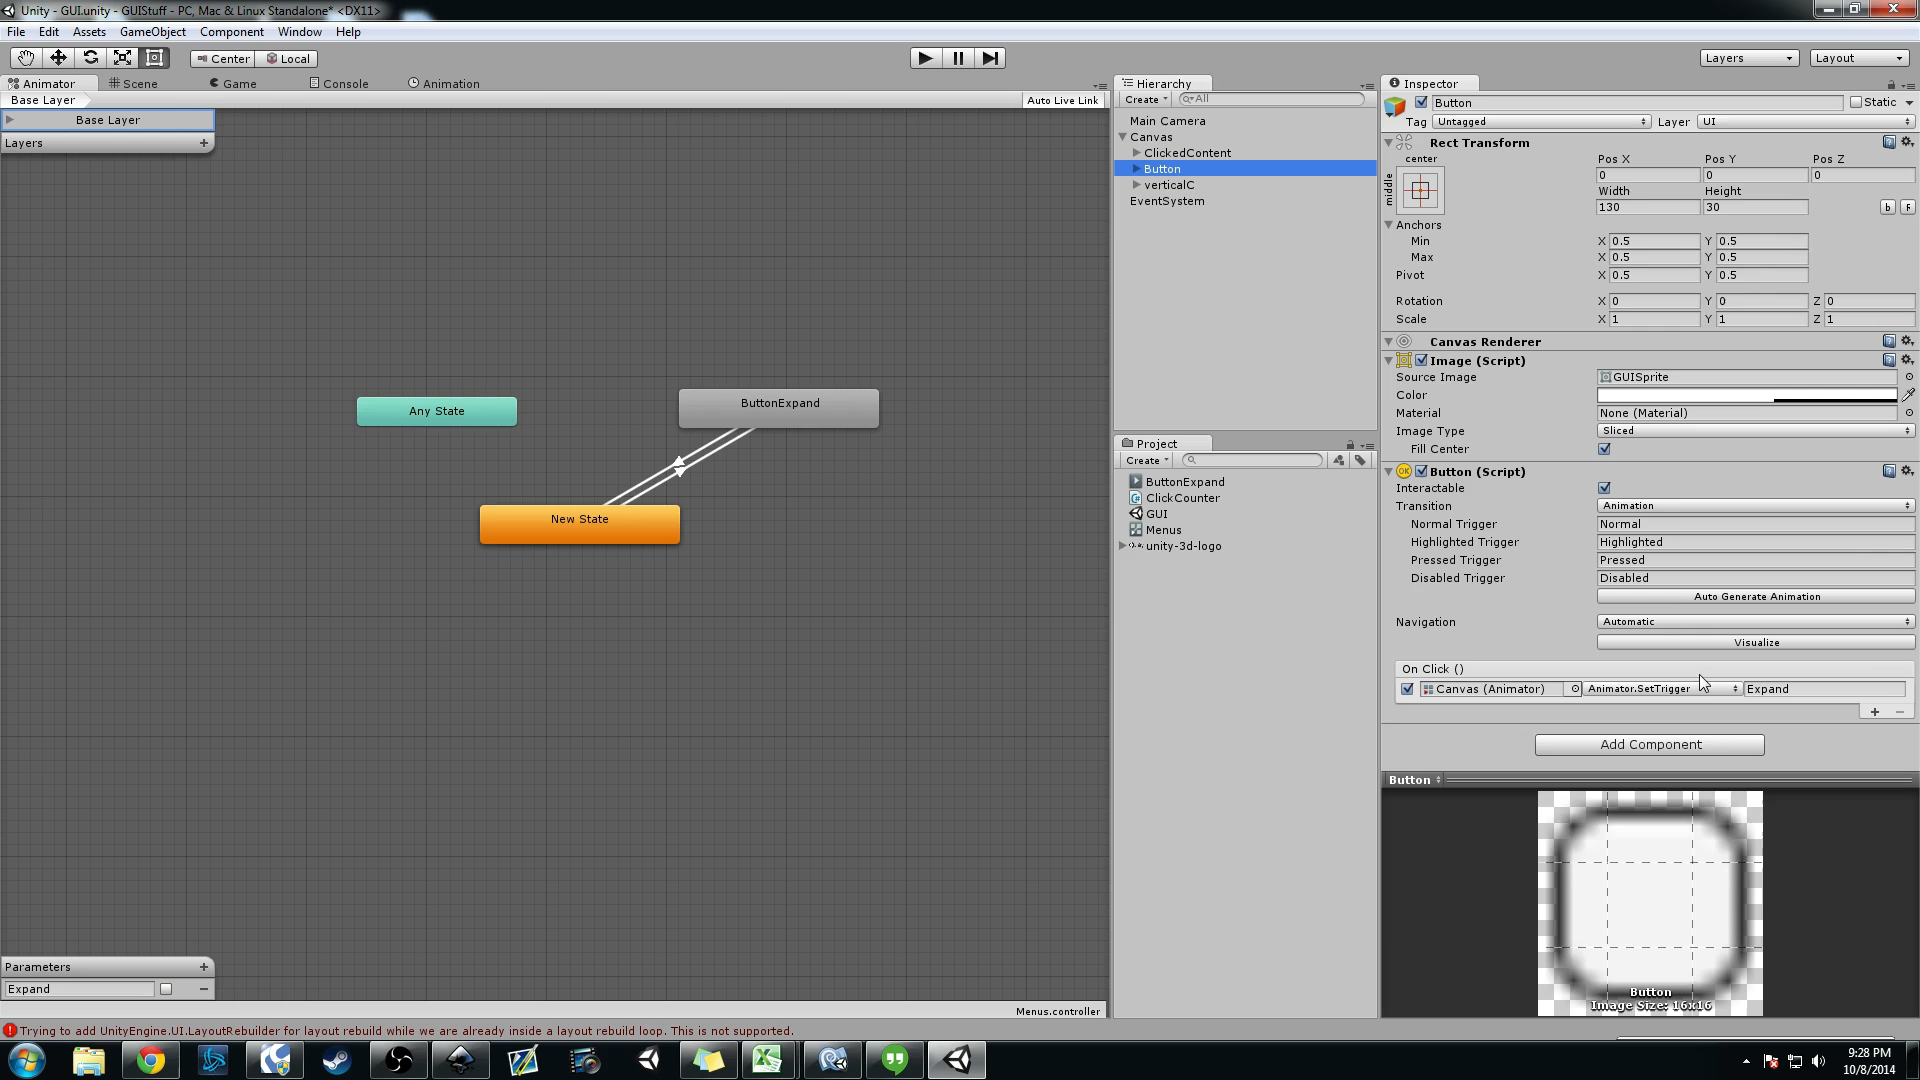 Unity - GUI.unity - GUIStuff - PC, Mac & Linux Standalone* <DX11>
File Edit Assets GameObject Component Window Help
Center Local Layers Layout
Animator Scene Game Console Animation
Base Layer Auto Live Link
Base Layer
Layers
Any State
ButtonExpand
New State
Parameters
Expand
Menus.controller
Hierarchy
Create All
Main Camera
Canvas
ClickedContent
Button
verticalC
EventSystem
Project
Create
ButtonExpand
ClickCounter
GUI
Menus
unity-3d-logo
Inspector
Button Static
Tag Untagged Layer UI
Rect Transform
center Pos X Pos Y Pos Z
middle 0 0 0
Width Height
130 30
Anchors
Min X 0.5 Y 0.5
Max X 0.5 Y 0.5
Pivot X 0.5 Y 0.5
Rotation X 0 Y 0 Z 0
Scale X 1 Y 1 Z 1
Canvas Renderer
Image (Script)
Source Image GUISprite
Color
Material None (Material)
Image Type Sliced
Fill Center
OK Button (Script)
Interactable
Transition Animation
Normal Trigger Normal
Highlighted Trigger Highlighted
Pressed Trigger Pressed
Disabled Trigger Disabled
Auto Generate Animation
Navigation Automatic
Visualize
On Click ()
Canvas (Animator) Animator.SetTrigger Expand
Add Component
Button
Button
Image Size: 16x16
Trying to add UnityEngine.UI.LayoutRebuilder for layout rebuild while we are already inside a layout rebuild loop. This is not supported.
9:28 PM
10/8/2014